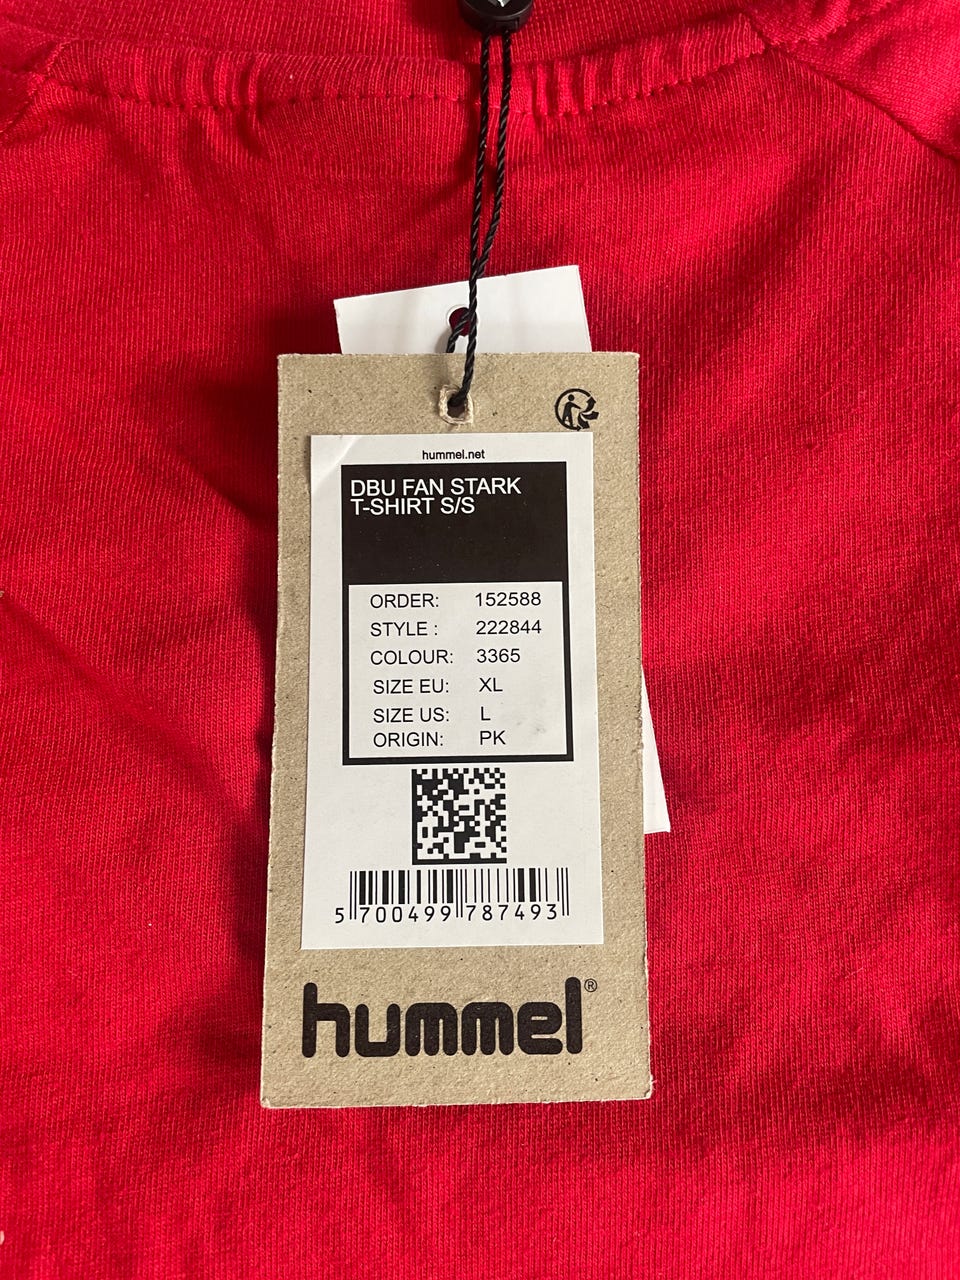 hummel.net
DBU FAN STARK
T-SHIRT S/S
ORDER: 152588
STYLE : 222844
COLOUR: 3365
SIZE EU: XL
SIZE US: L
ORIGIN: PK
5 700499 787493
hummel®